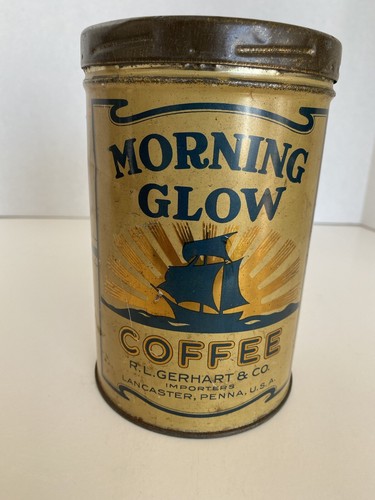 MORNING
GLOW
COFFEE
R.L. GERHART & CO.
IMPORTERS
LANCASTER, PENNA, U.S.A.